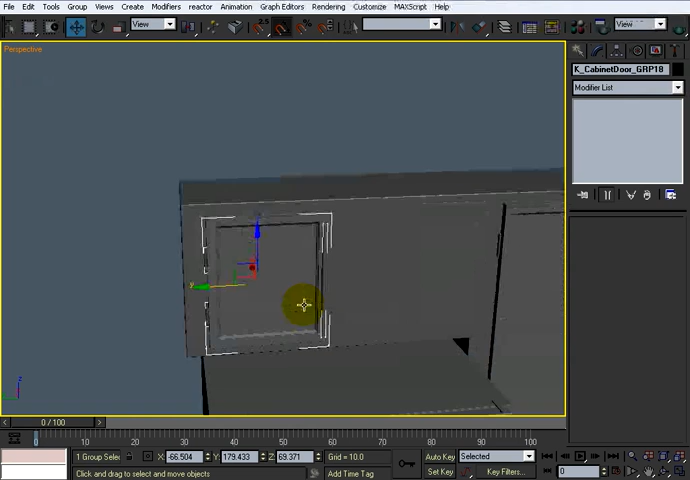 File Edit Tools Group Views Create Modifiers reactor Animation Graph Editors Rendering Customize MAXScript Help
View 2.5 View
Perspective
K_CabinetDoor_GRP18
Modifier List
y
z
0 / 100
0 10 20 30 40 50 60 70 80 90 100
1 Group Selec X: -66.504 Y: 179.433 Z: 69.371 Grid = 10.0 Auto Key Selected
Click and drag to select and move objects Add Time Tag Set Key Key Filters... 0